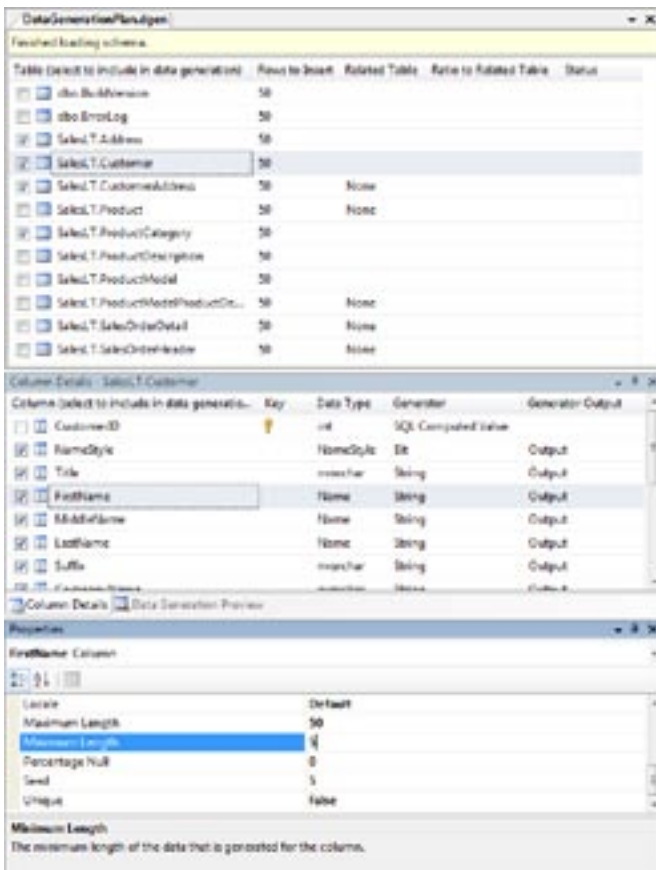 DataGenerationPlan.dgen
Finished loading schema.
Table (select to include in data generation) Rows to Insert Related Table Ratio to Related Table Status
dbo.BuildVersion 50
dbo.ErrorLog 50
SalesLT.Address 50
SalesLT.Customer 50
SalesLT.CustomerAddress 50 None
SalesLT.Product 50 None
SalesLT.ProductCategory 50
SalesLT.ProductDescription 50
SalesLT.ProductModel 50
SalesLT.ProductModelProductDe... 50 None
SalesLT.SalesOrderDetail 50 None
SalesLT.SalesOrderHeader 50 None
Column Details - SalesLT.Customer
Column (select to include in data generatio... Key Data Type Generator Generator Output
CustomerID int SQL Computed Value
NameStyle NameStyle Bit Output
Title nvarchar String Output
FirstName Name String Output
MiddleName Name String Output
LastName Name String Output
Suffix nvarchar String Output
CompanyName nvarchar String Output
Column Details Data Generation Preview
Properties
FirstName Column
Locale Default
Maximum Length 50
Minimum Length 5
Percentage Null 0
Seed 5
Unique False
Minimum Length
The minimum length of the data that is generated for the column.